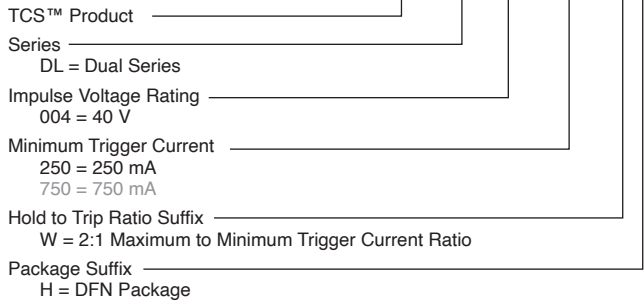 TCS™ Product
Series
DL = Dual Series
Impulse Voltage Rating
004 = 40 V
Minimum Trigger Current
250 = 250 mA
750 = 750 mA
Hold to Trip Ratio Suffix
W = 2:1 Maximum to Minimum Trigger Current Ratio
Package Suffix
H = DFN Package